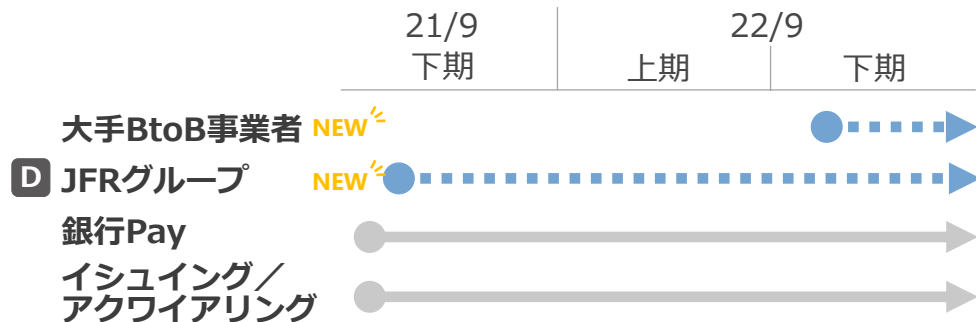 21/9
22/9
下期
上期
下期
大手BtoB事業者 NEW
D JFRグループ NEW
銀行Pay
イシュイング／
アクワイアリング